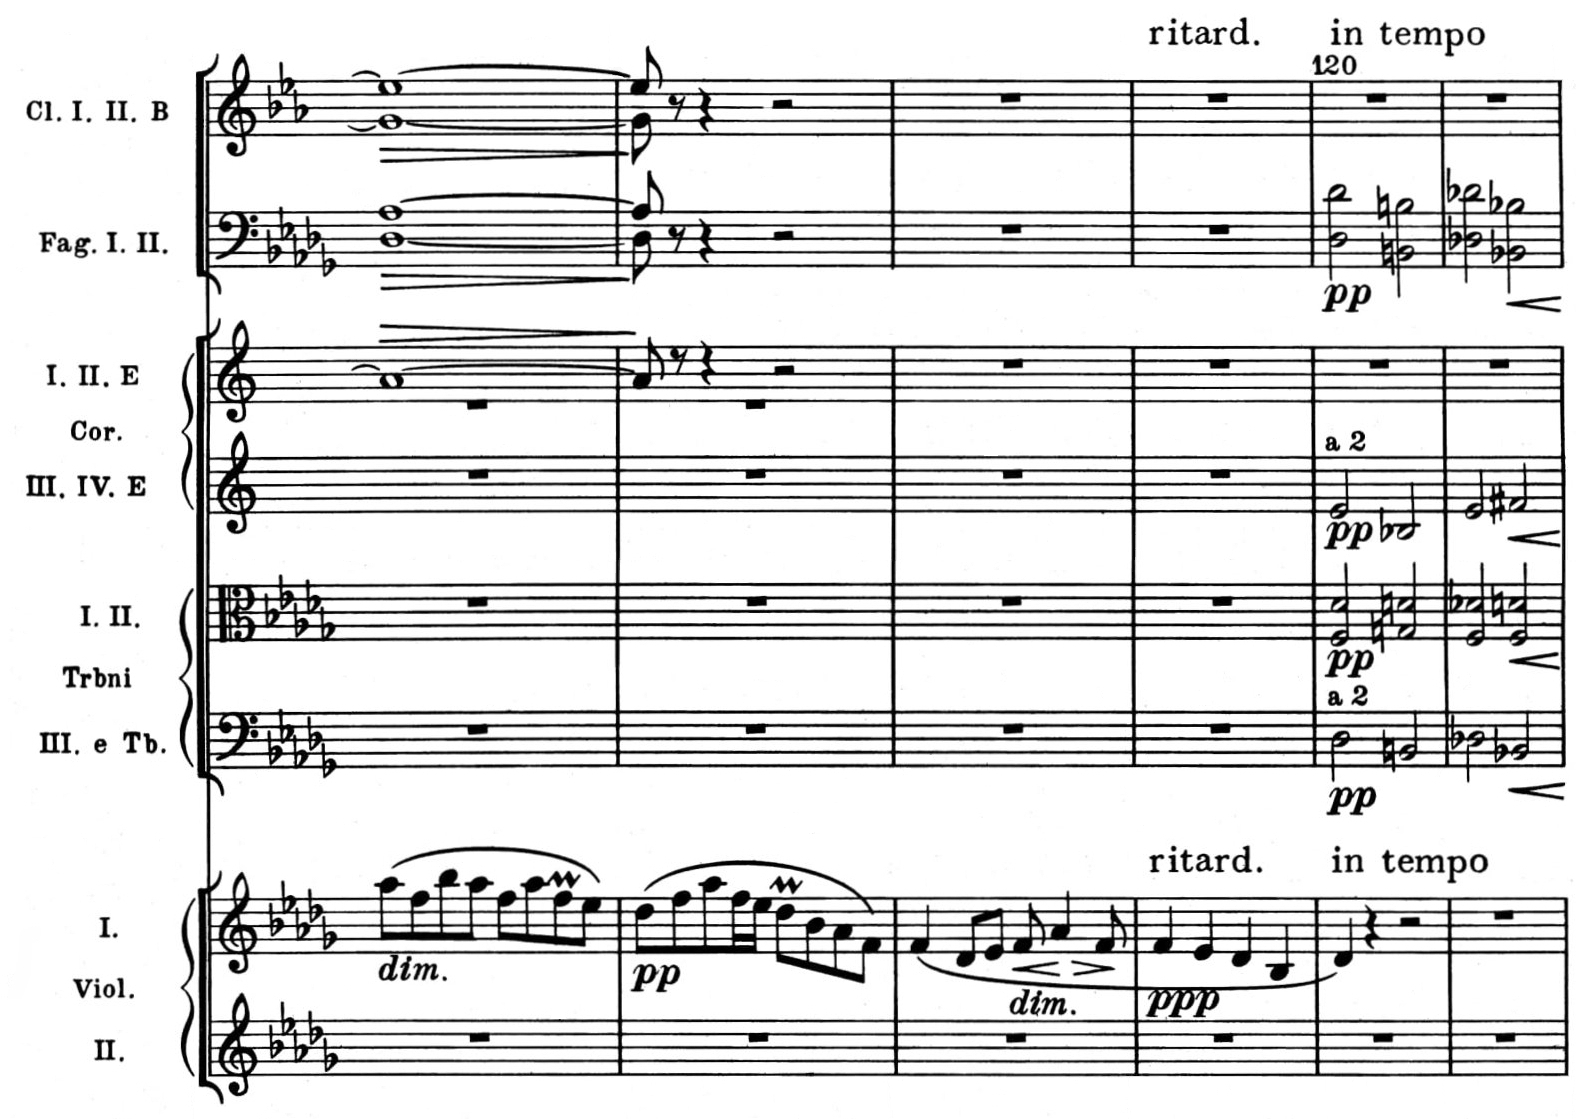 ritard. in tempo
120
Cl. I. II. B
Fag. I. II.
pp
I. II. E
Cor.
a 2
III. IV. E
pp
I. II.
pp
Trbni
a 2
III. e Tb.
pp
ritard. in tempo
I.
dim.
pp
Viol.
dim.
ppp
II.